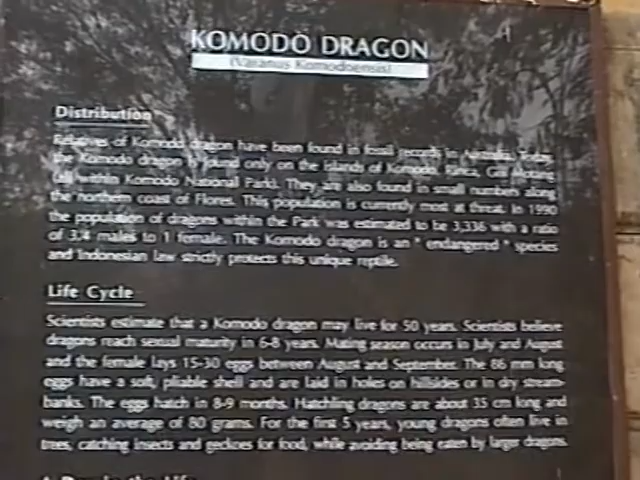 KOMODO DRAGON
(Varanus Komodoensis)
Distribution
Relatives of Komodo dragon have been found in fossil records in Australia. Today,
the Komodo dragon is found only on the islands of Komodo, Rinca, Gili Motang
(all within Komodo National Park). They are also found in small numbers along
the northern coast of Flores. This population is currently most at threat. In 1990
the population of dragons within the Park was estimated to be 3,336 with a ratio
of 3.4 males to 1 female. The Komodo dragon is an " endangered " species
and Indonesian law strictly protects this unique reptile.
Life Cycle
Scientists estimate that a Komodo dragon may live for 50 years. Scientists believe
dragons reach sexual maturity in 6-8 years. Mating season occurs in July and August
and the female lays 15-30 eggs between August and September. The 86 mm long
eggs have a soft, pliable shell and are laid in holes on hillsides or in dry stream-
banks. The eggs hatch in 8-9 months. Hatchling dragons are about 35 cm long and
weigh an average of 80 grams. For the first 5 years, young dragons often live in
trees, catching insects and geckoes for food, while avoiding being eaten by larger dragons.
A Day in the Life